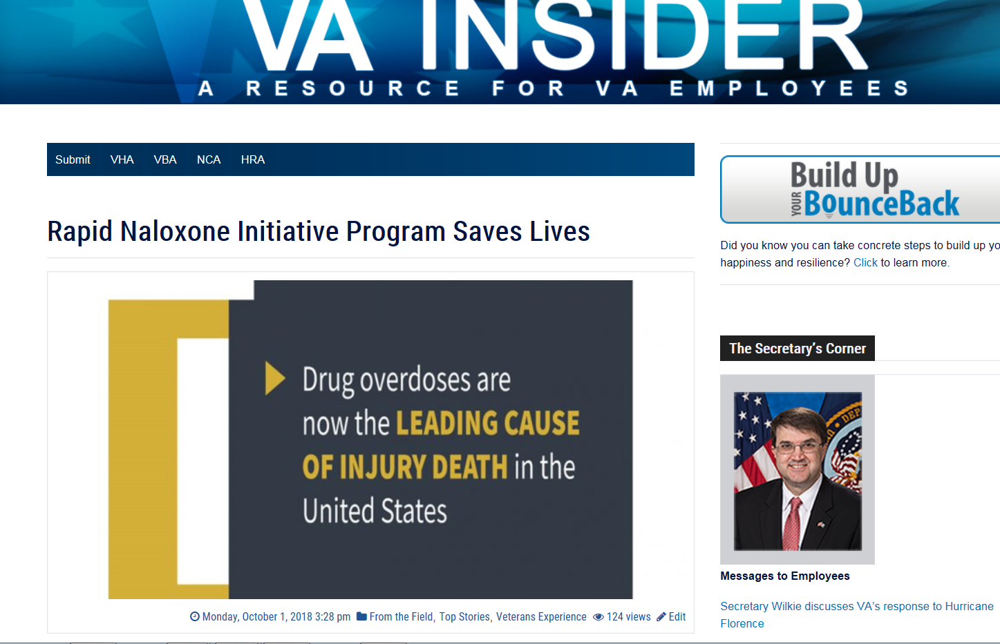 VA INSIDER
A RESOURCE FOR VA EMPLOYEES
Submit VHA VBA NCA HRA
Rapid Naloxone Initiative Program Saves Lives
Drug overdoses are
now the LEADING CAUSE
OF INJURY DEATH in the
United States
Monday, October 1, 2018 3:28 pm From the Field, Top Stories, Veterans Experience 124 views Edit
Build Up
YOUR BounceBack
Did you know you can take concrete steps to build up yo
happiness and resilience? Click to learn more.
The Secretary's Corner
Messages to Employees
Secretary Wilkie discusses VA's response to Hurricane
Florence